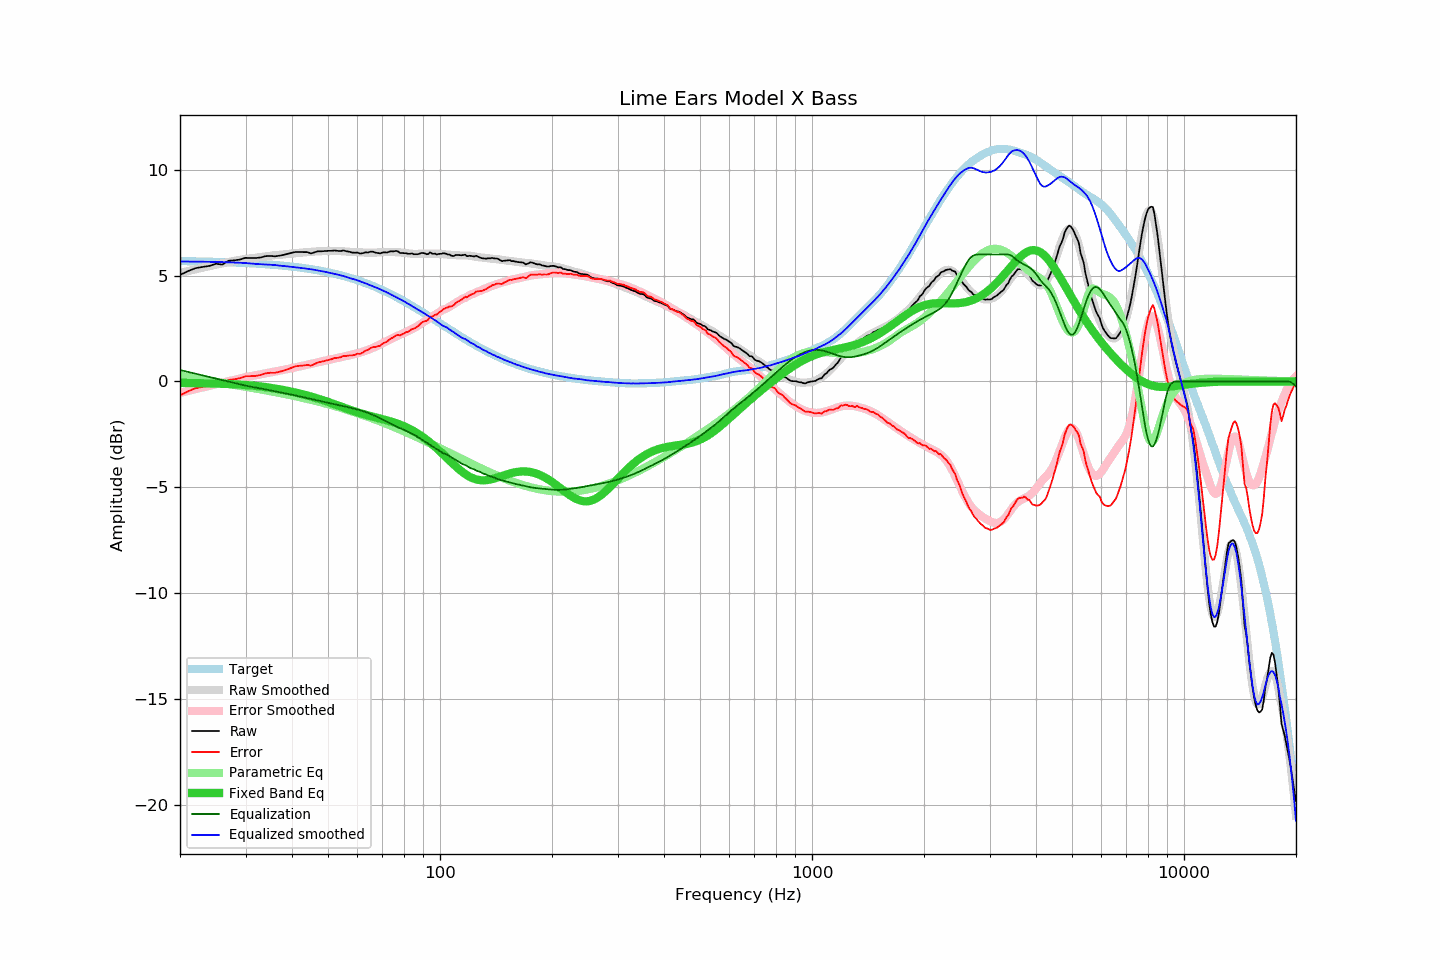 Lime Ears Model X Bass
Amplitude (dBr)
10
5
0
−5
−10
−15
−20
Target
Raw Smoothed
Error Smoothed
Raw
Error
Parametric Eq
Fixed Band Eq
Equalization
Equalized smoothed
100
1000
10000
Frequency (Hz)